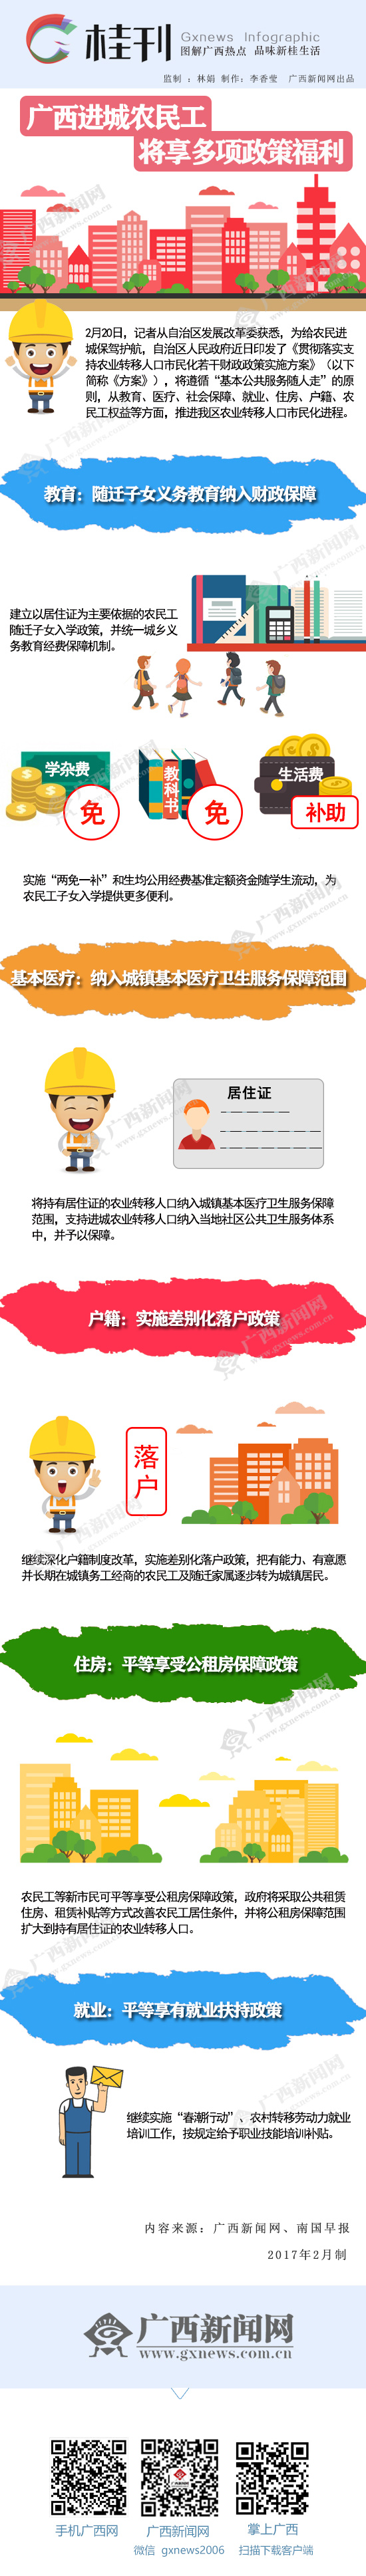 桂刊
Gxnews Infographic
图解广西热点 品味新桂生活
监制 ：林娟 制作：李香莹 广西新闻网出品
广西进城农民工
将享多项政策福利
2月20日，记者从自治区发展改革委获悉，为给农民进
城保驾护航，自治区人民政府近日印发了《贯彻落实支
持农业转移人口市民化若干财政政策实施方案》（以下
简称《方案》），将遵循“基本公共服务随人走”的原
则，从教育、医疗、社会保障、就业、住房、户籍、农
民工权益等方面，推进我区农业转移人口市民化进程。
教育：随迁子女义务教育纳入财政保障
建立以居住证为主要依据的农民工
随迁子女入学政策，并统一城乡义
务教育经费保障机制。
学杂费
免
教科书
免
生活费
补助
实施“两免一补”和生均公用经费基准定额资金随学生流动，为
农民工子女入学提供更多便利。
基本医疗：纳入城镇基本医疗卫生服务保障范围
居住证
将持有居住证的农业转移人口纳入城镇基本医疗卫生服务保障
范围，支持进城农业转移人口纳入当地社区公共卫生服务体系
中，并予以保障。
户籍：实施差别化落户政策
落户
继续深化户籍制度改革，实施差别化落户政策，把有能力、有意愿
并长期在城镇务工经商的农民工及随迁家属逐步转为城镇居民。
住房：平等享受公租房保障政策
农民工等新市民可平等享受公租房保障政策，政府将采取公共租赁
住房、租赁补贴等方式改善农民工居住条件，并将公租房保障范围
扩大到持有居住证的农业转移人口。
就业：平等享有就业扶持政策
继续实施“春潮行动”、农村转移劳动力就业
培训工作，按规定给予职业技能培训补贴。
内容来源：广西新闻网、南国早报
2017年2月制
广西新闻网
www.gxnews.com.cn
手机广西网
广西新闻网
微信 gxnews2006
掌上广西
扫描下载客户端